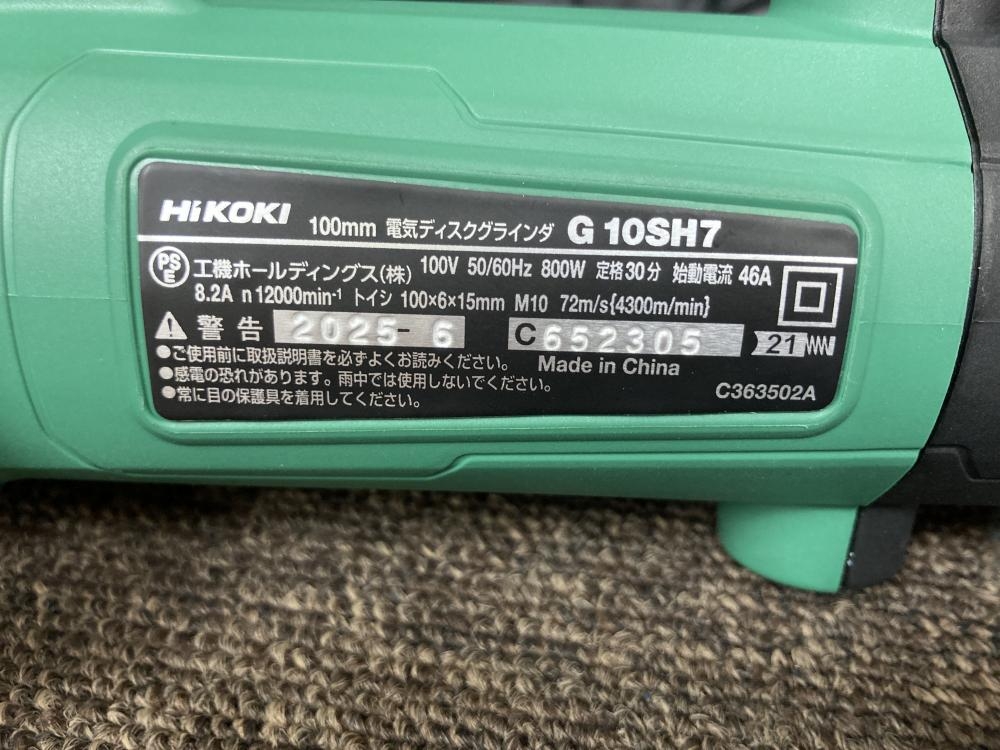 HiKOKI 100mm 電気ディスクグラインダ G 10SH7
PS E 工機ホールディングス(株) 100V 50/60Hz 800W 定格30分 始動電流 46A
8.2A n 12000min-1 トイシ 100×6×15mm M10 72m/s{4300m/min}
警告 2025-6 C652305 21
●ご使用前に取扱説明書を必ずよくお読みください。 Made in China
●感電の恐れがあります。雨中では使用しないでください。
●常に目の保護具を着用してください。 C363502A